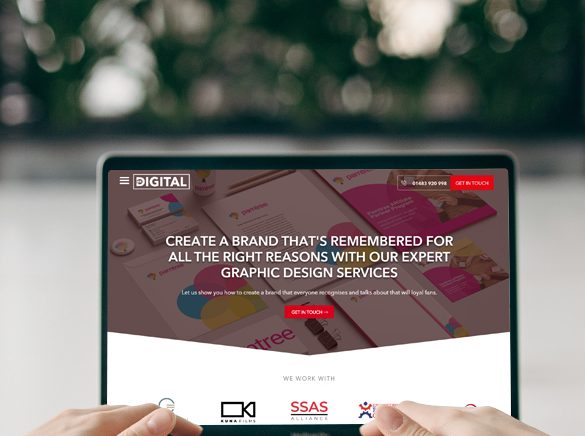 DIGITAL
01483 920 998
GET IN TOUCH
CREATE A BRAND THAT'S REMEMBERED FOR
ALL THE RIGHT REASONS WITH OUR EXPERT
GRAPHIC DESIGN SERVICES
Let us show you how to create a brand that everyone recognises and talks about that will loyal fans.
GET IN TOUCH →
WE WORK WITH
KUMA FILMS
SSAS
ALLIANCE